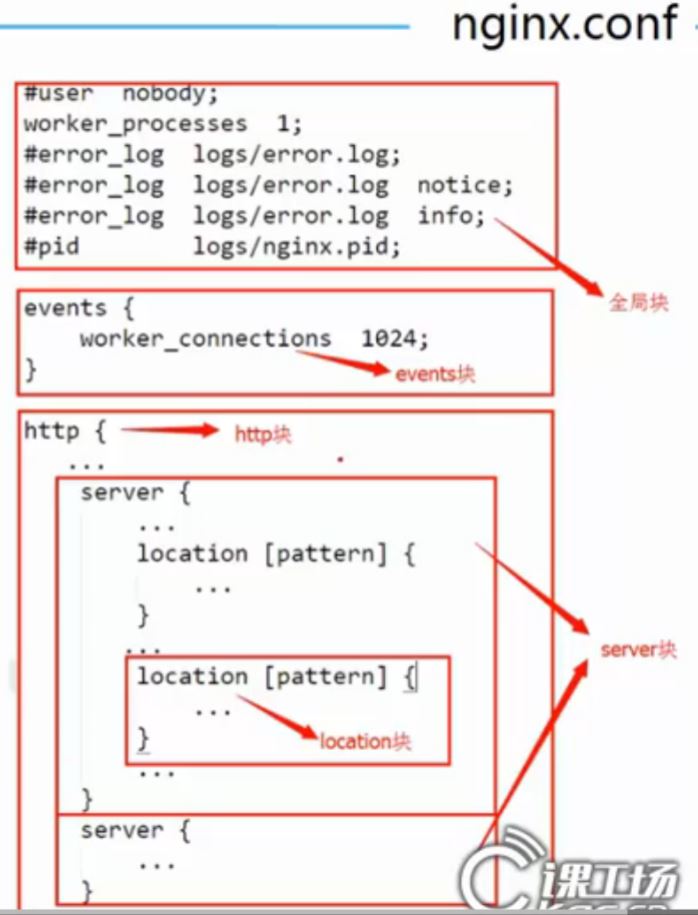 nginx.conf
#user  nobody;
worker_processes  1;
#error_log  logs/error.log;
#error_log  logs/error.log  notice;
#error_log  logs/error.log  info;
#pid        logs/nginx.pid;
全局块
events {
    worker_connections  1024;
}
events块
http {
http块
...
server {
...
location [pattern] {
...
}
...
location [pattern] {
...
}
location块
...
}
server块
server {
...
}
课工场